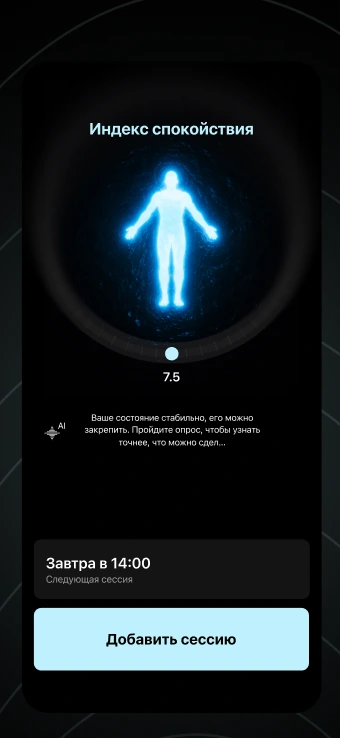 Индекс спокойствия
7.5
AI
Ваше состояние стабильно, его можно
закрепить. Пройдите опрос, чтобы узнать
точнее, что можно сдел...
Завтра в 14:00
Следующая сессия
Добавить сессию